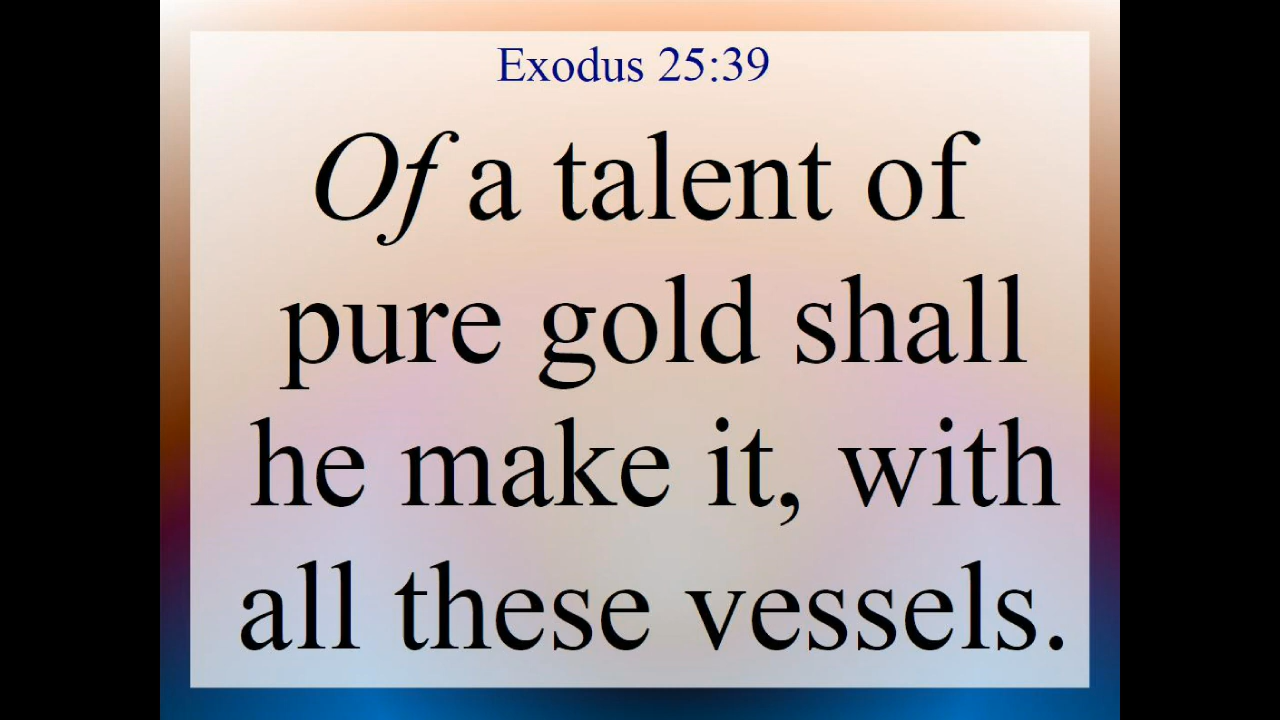 Exodus 25:39
Of a talent of
pure gold shall
he make it, with
all these vessels.